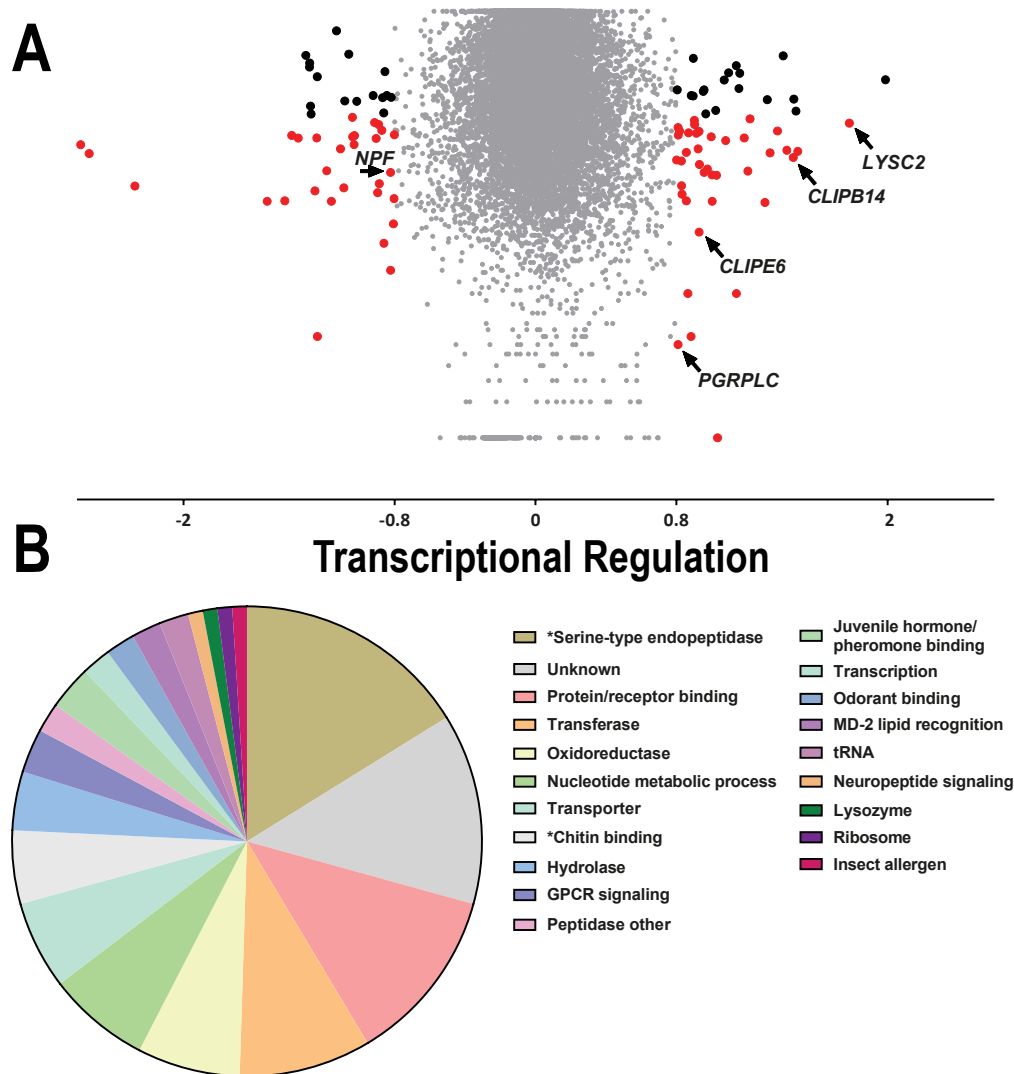 A
NPF
LYSC2
CLIPB14
CLIPE6
PGRPLC
-2
-0.8
0
0.8
2
Transcriptional Regulation
B
*Serine-type endopeptidase
Unknown
Protein/receptor binding
Transferase
Oxidoreductase
Nucleotide metabolic process
Transporter
*Chitin binding
Hydrolase
GPCR signaling
Peptidase other
Juvenile hormone/
pheromone binding
Transcription
Odorant binding
MD-2 lipid recognition
tRNA
Neuropeptide signaling
Lysozyme
Ribosome
Insect allergen